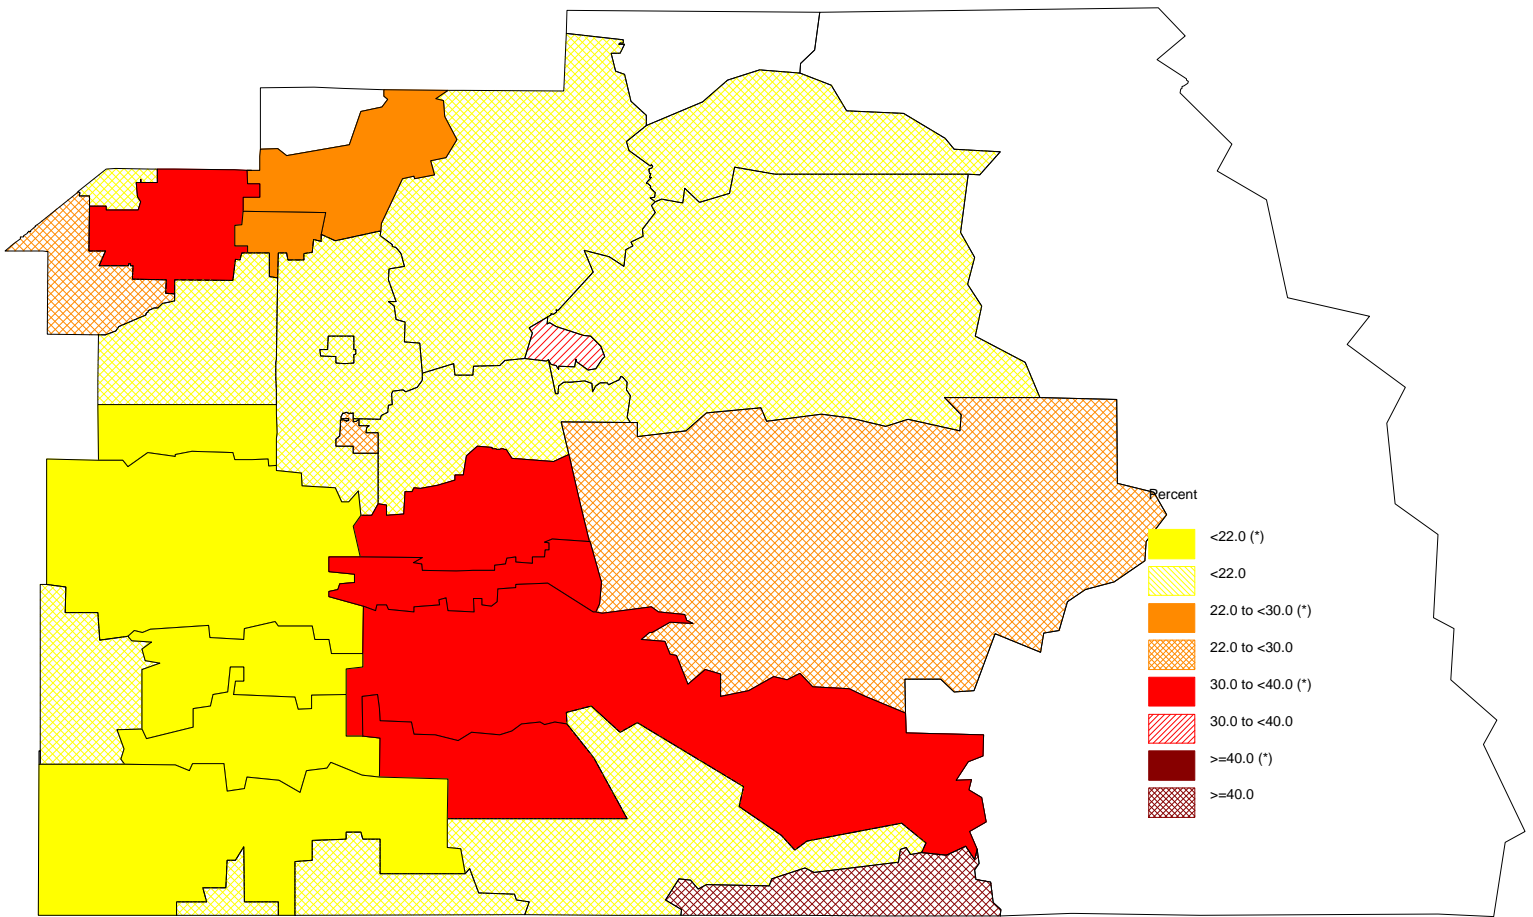 Percent
<22.0 (*)
<22.0
22.0 to <30.0 (*)
22.0 to <30.0
30.0 to <40.0 (*)
30.0 to <40.0
>=40.0 (*)
>=40.0